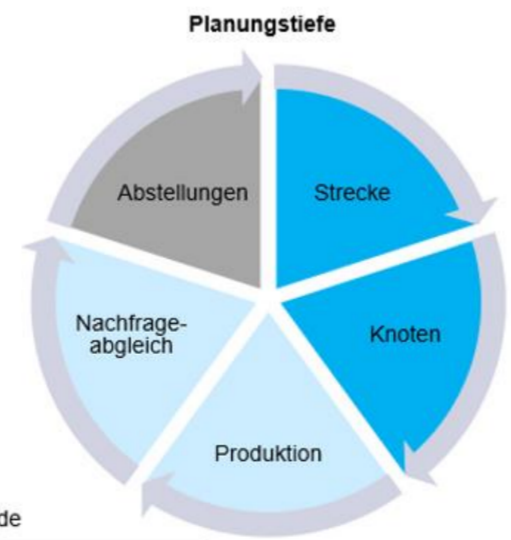 Planungstiefe
Abstellungen
Strecke
Nachfrage-
abgleich
Knoten
Produktion
de